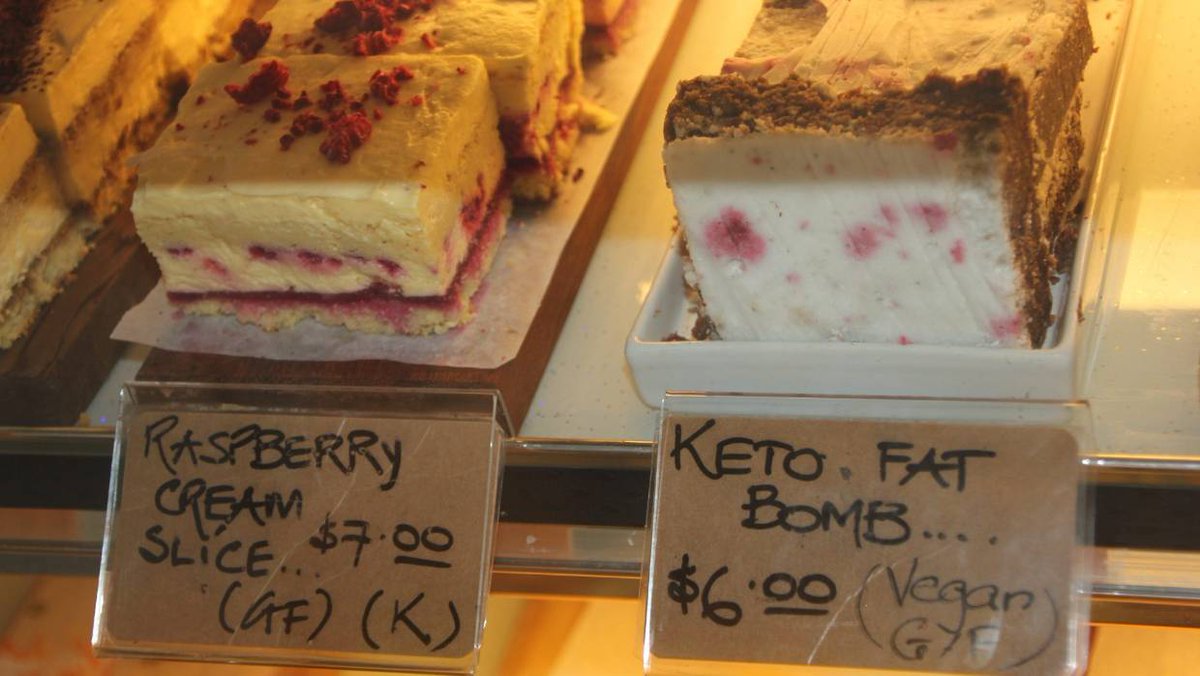 RASPBERRY
CREAM
SLICE... $7.00
(GF) (K)
KETO. FAT
BOMB....
$6.00 (Vegan
GF)